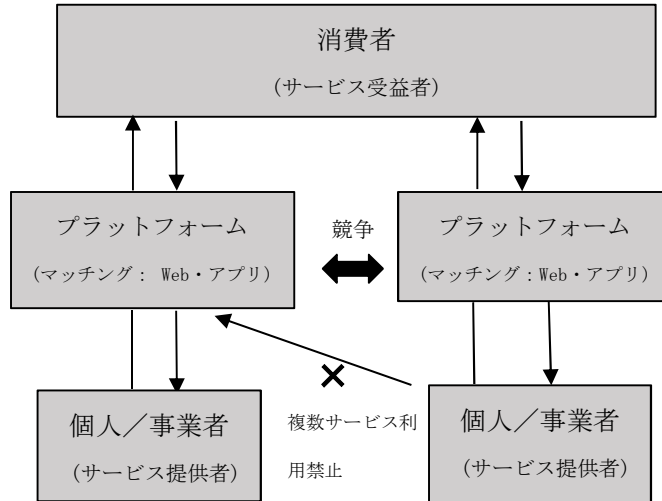 消費者
(サービス受益者)
プラットフォーム
(マッチング： Web・アプリ)
競争
プラットフォーム
(マッチング：Web・アプリ)
個人／事業者
(サービス提供者)
複数サービス利
用禁止
個人／事業者
(サービス提供者)